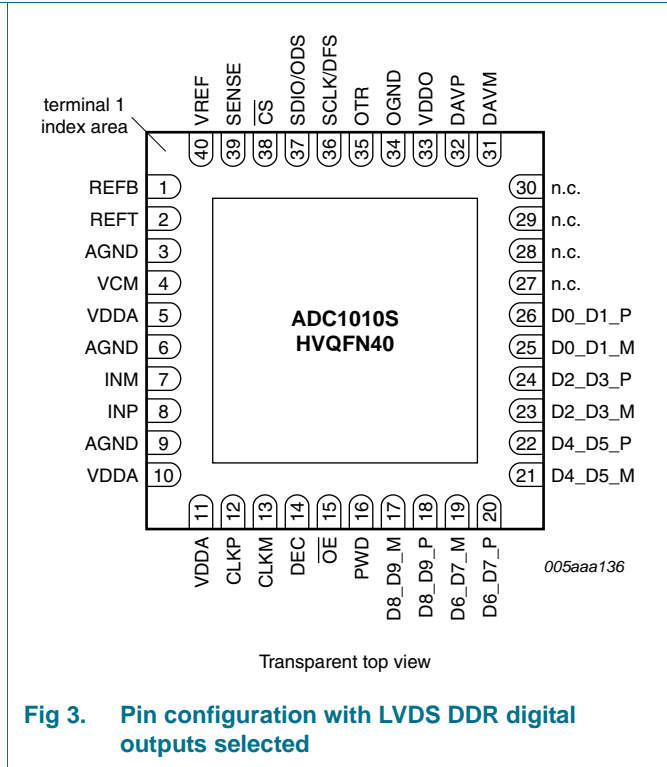 40 VREF
39 SENSE
38 CS
37 SDIO/ODS
36 SCLK/DFS
35 OTR
34 OGND
33 VDDO
32 DAVP
31 DAVM
terminal 1
index area
REFB 1
REFT 2
AGND 3
VCM 4
VDDA 5
AGND 6
INM 7
INP 8
AGND 9
VDDA 10
ADC1010S
HVQFN40
30 n.c.
29 n.c.
28 n.c.
27 n.c.
26 D0_D1_P
25 D0_D1_M
24 D2_D3_P
23 D2_D3_M
22 D4_D5_P
21 D4_D5_M
VDDA 11
CLKP 12
CLKM 13
DEC 14
OE 15
PWD 16
D8_D9_M 17
D8_D9_P 18
D6_D7_M 19
D6_D7_P 20
005aaa136
Transparent top view
Fig 3. Pin configuration with LVDS DDR digital
outputs selected